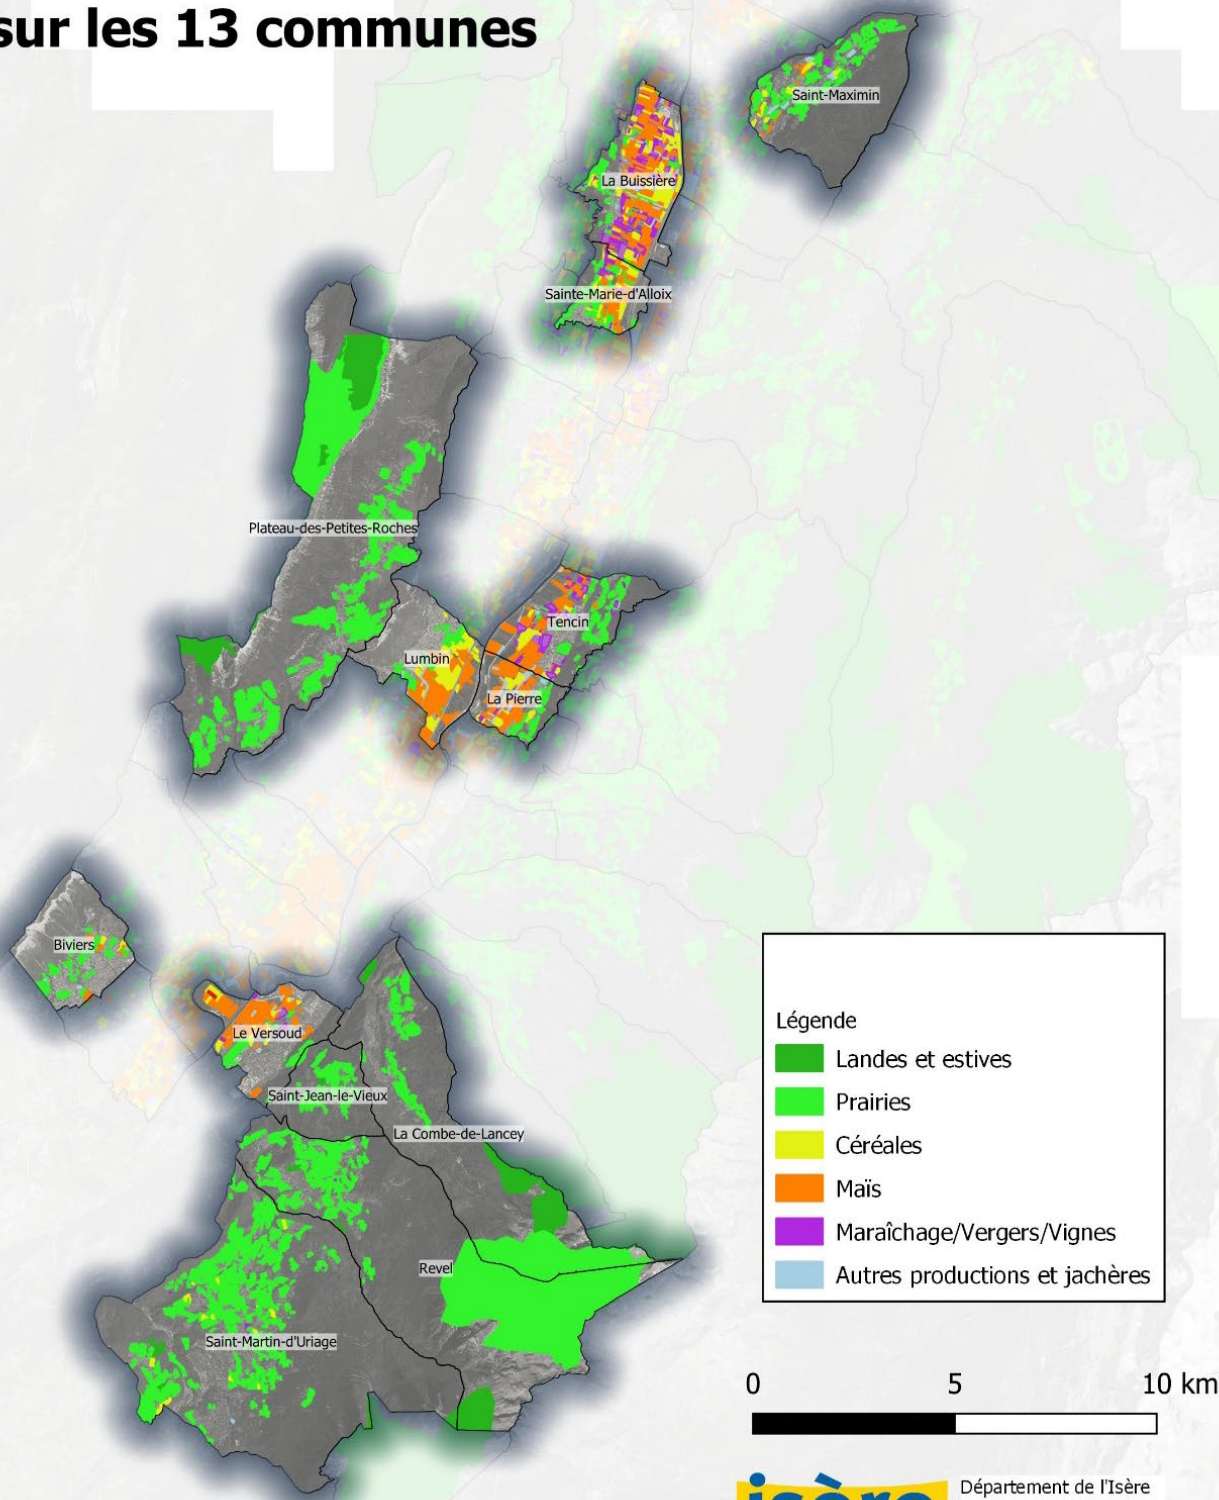 sur les 13 communes
Saint-Maximin
La Buissière
Sainte-Marie-d'Alloix
Plateau-des-Petites-Roches
Tencin
Lumbin
La Pierre
Biviers
Le Versoud
Saint-Jean-le-Vieux
La Combe-de-Lancey
Revel
Saint-Martin-d'Uriage
Légende
Landes et estives
Prairies
Céréales
Maïs
Maraîchage/Vergers/Vignes
Autres productions et jachères
0 5 10 km
isère
Département de l'Isère